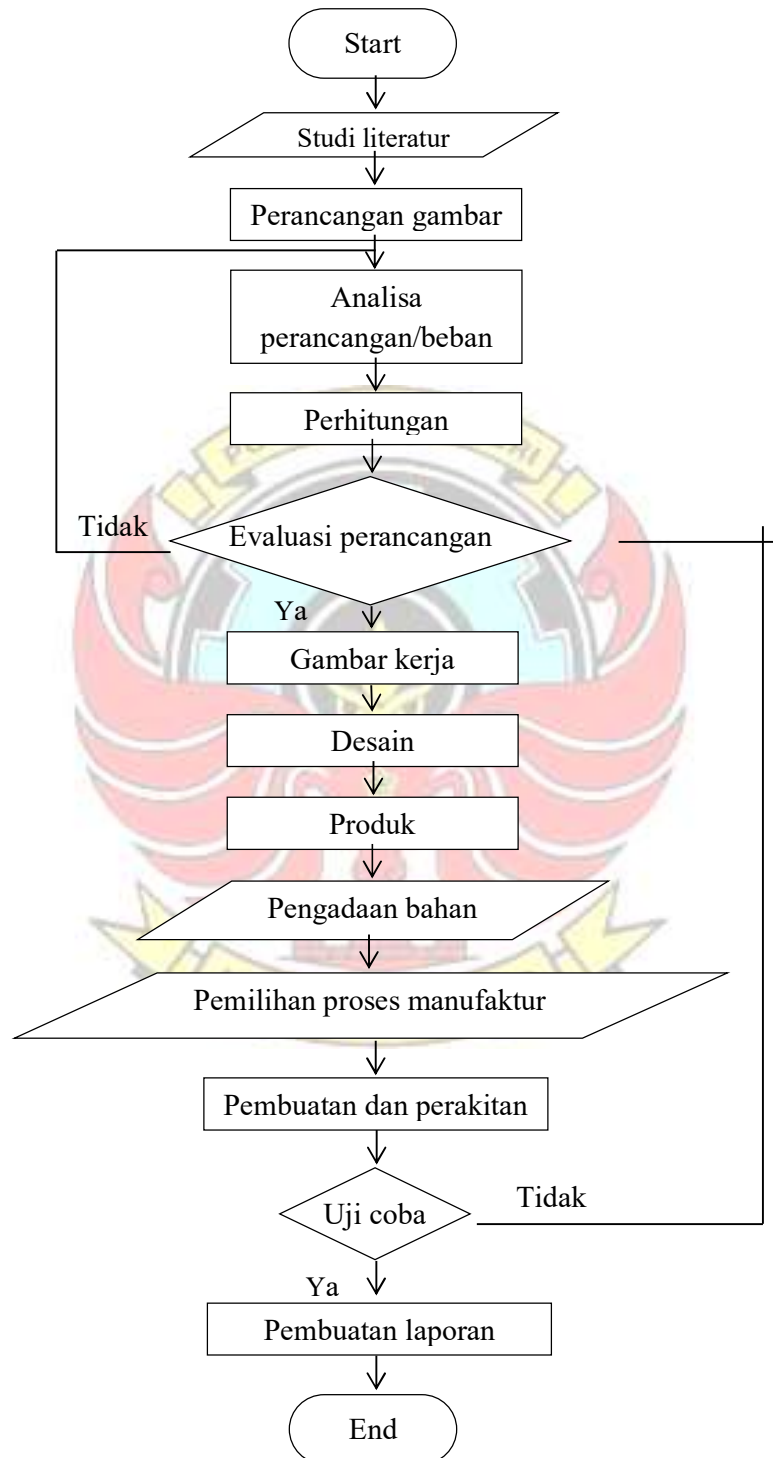 Start
Studi literatur
Perancangan gambar
Analisa
perancangan/beban
Perhitungan
Tidak
Evaluasi perancangan
Ya
Gambar kerja
Desain
Produk
Pengadaan bahan
Pemilihan proses manufaktur
Pembuatan dan perakitan
Uji coba
Tidak
Ya
Pembuatan laporan
End